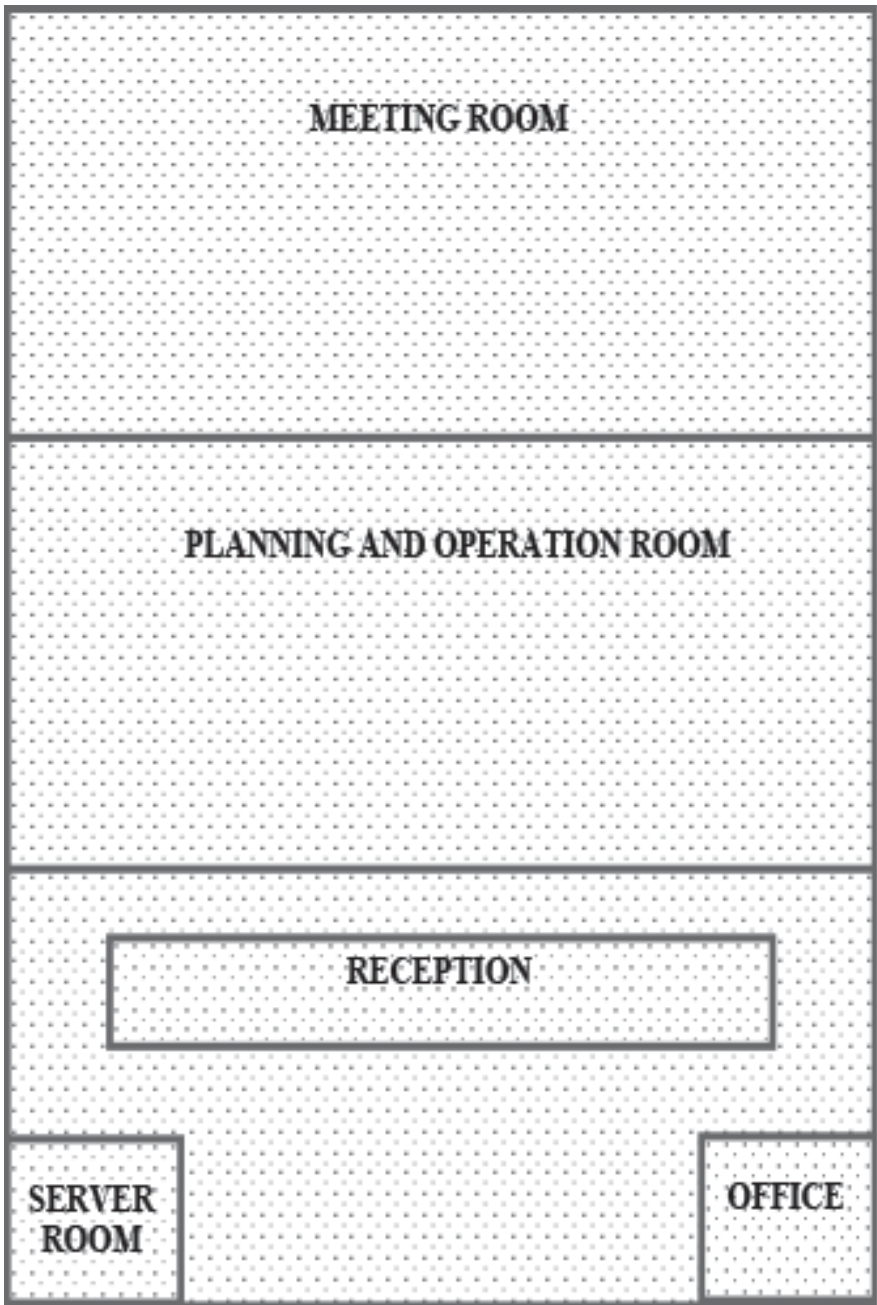 MEETING ROOM
PLANNING AND OPERATION ROOM
RECEPTION
SERVER
ROOM
OFFICE